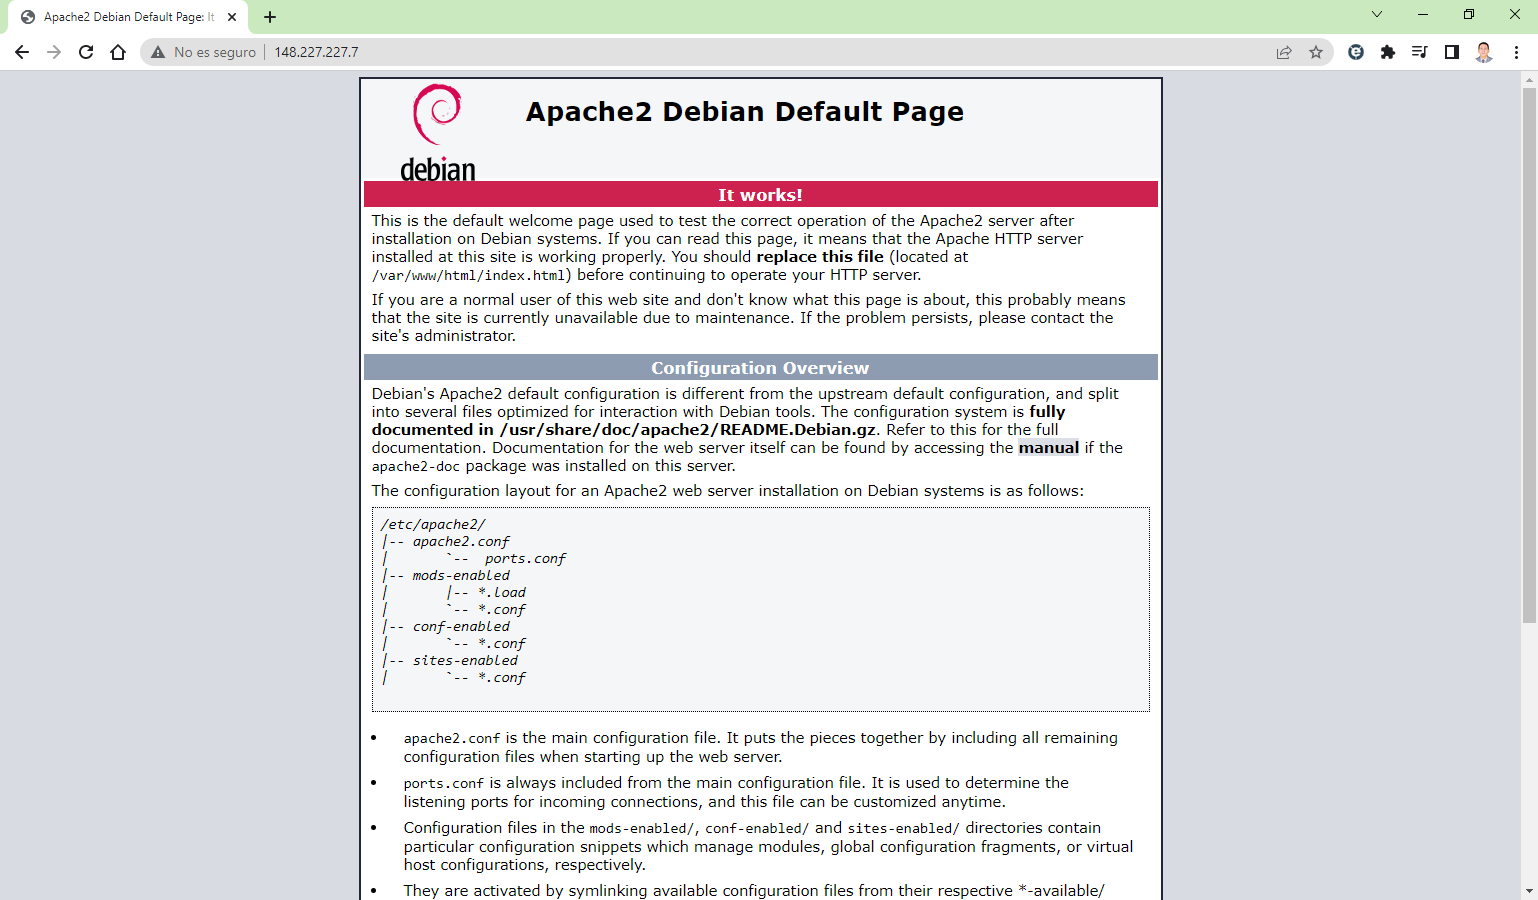 Apache2 Debian Default Page: It
No es seguro
148.227.227.7
debian
Apache2 Debian Default Page
It works!
This is the default welcome page used to test the correct operation of the Apache2 server after
installation on Debian systems. If you can read this page, it means that the Apache HTTP server
installed at this site is working properly. You should replace this file (located at
/var/www/html/index.html) before continuing to operate your HTTP server.
If you are a normal user of this web site and don't know what this page is about, this probably means
that the site is currently unavailable due to maintenance. If the problem persists, please contact the
site's administrator.
Configuration Overview
Debian's Apache2 default configuration is different from the upstream default configuration, and split
into several files optimized for interaction with Debian tools. The configuration system is fully
documented in /usr/share/doc/apache2/README.Debian.gz. Refer to this for the full
documentation. Documentation for the web server itself can be found by accessing the manual if the
apache2-doc package was installed on this server.
The configuration layout for an Apache2 web server installation on Debian systems is as follows:
/etc/apache2/
|-- apache2.conf
|       `--  ports.conf
|-- mods-enabled
|       |-- *.load
|       `-- *.conf
|-- conf-enabled
|       `-- *.conf
|-- sites-enabled
|       `-- *.conf
• apache2.conf is the main configuration file. It puts the pieces together by including all remaining
configuration files when starting up the web server.
• ports.conf is always included from the main configuration file. It is used to determine the
listening ports for incoming connections, and this file can be customized anytime.
• Configuration files in the mods-enabled/, conf-enabled/ and sites-enabled/ directories contain
particular configuration snippets which manage modules, global configuration fragments, or virtual
host configurations, respectively.
• They are activated by symlinking available configuration files from their respective *-available/